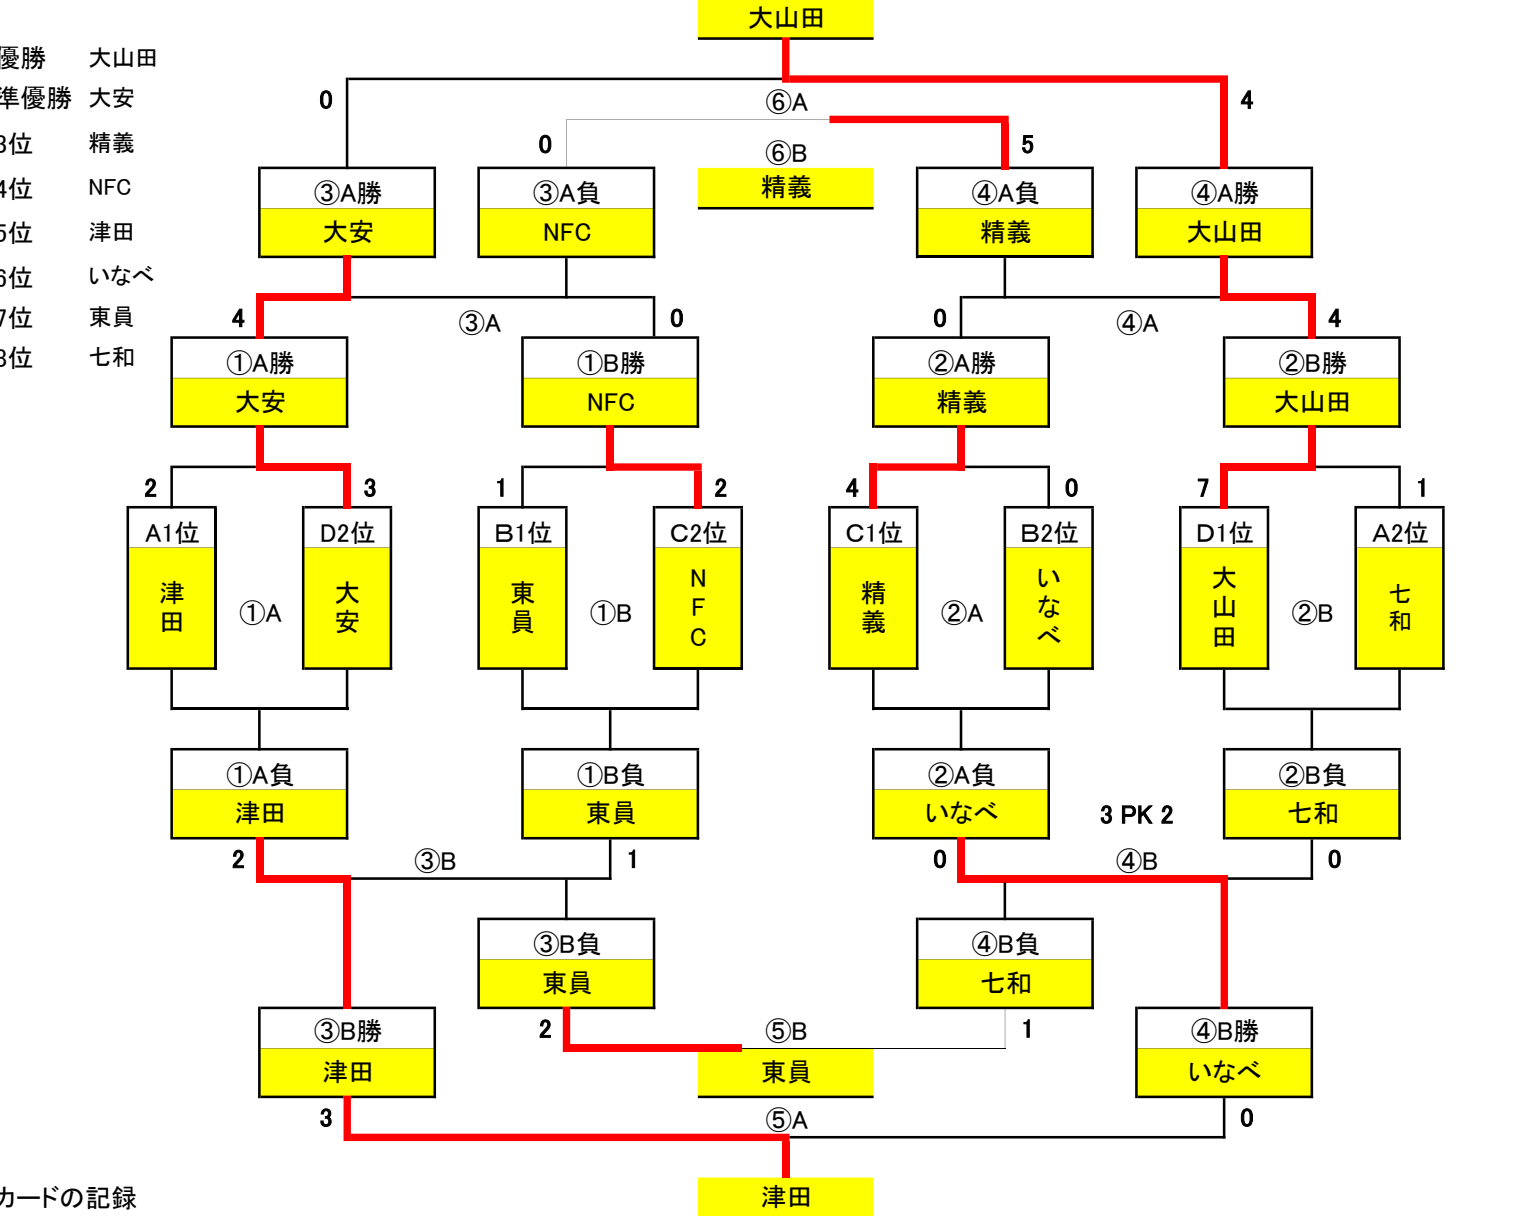 大山田
優勝 大山田
準優勝 大安
3位 精義
4位 NFC
5位 津田
6位 いなべ
7位 東員
8位 七和
0 ⑥A 4
0 ⑥B 5
精義
③A勝 ③A負 ④A負 ④A勝
大安 NFC 精義 大山田
4 ③A 0 0 ④A 4
①A勝 ①B勝 ②A勝 ②B勝
大安 NFC 精義 大山田
2 3 1 2 4 0 7 1
A1位 D2位 B1位 C2位 C1位 B2位 D1位 A2位
津田 ①A 大安 東員 ①B NFC 精義 ②A いなべ 大山田 ②B 七和
①A負 ①B負 ②A負 ②B負
津田 東員 いなべ 3 PK 2 七和
2 ③B 1 0 ④B 0
③B負 ④B負
東員 七和
2 ⑤B 1
③B勝 ④B勝
津田 東員 いなべ
3 ⑤A 0
津田
カードの記録